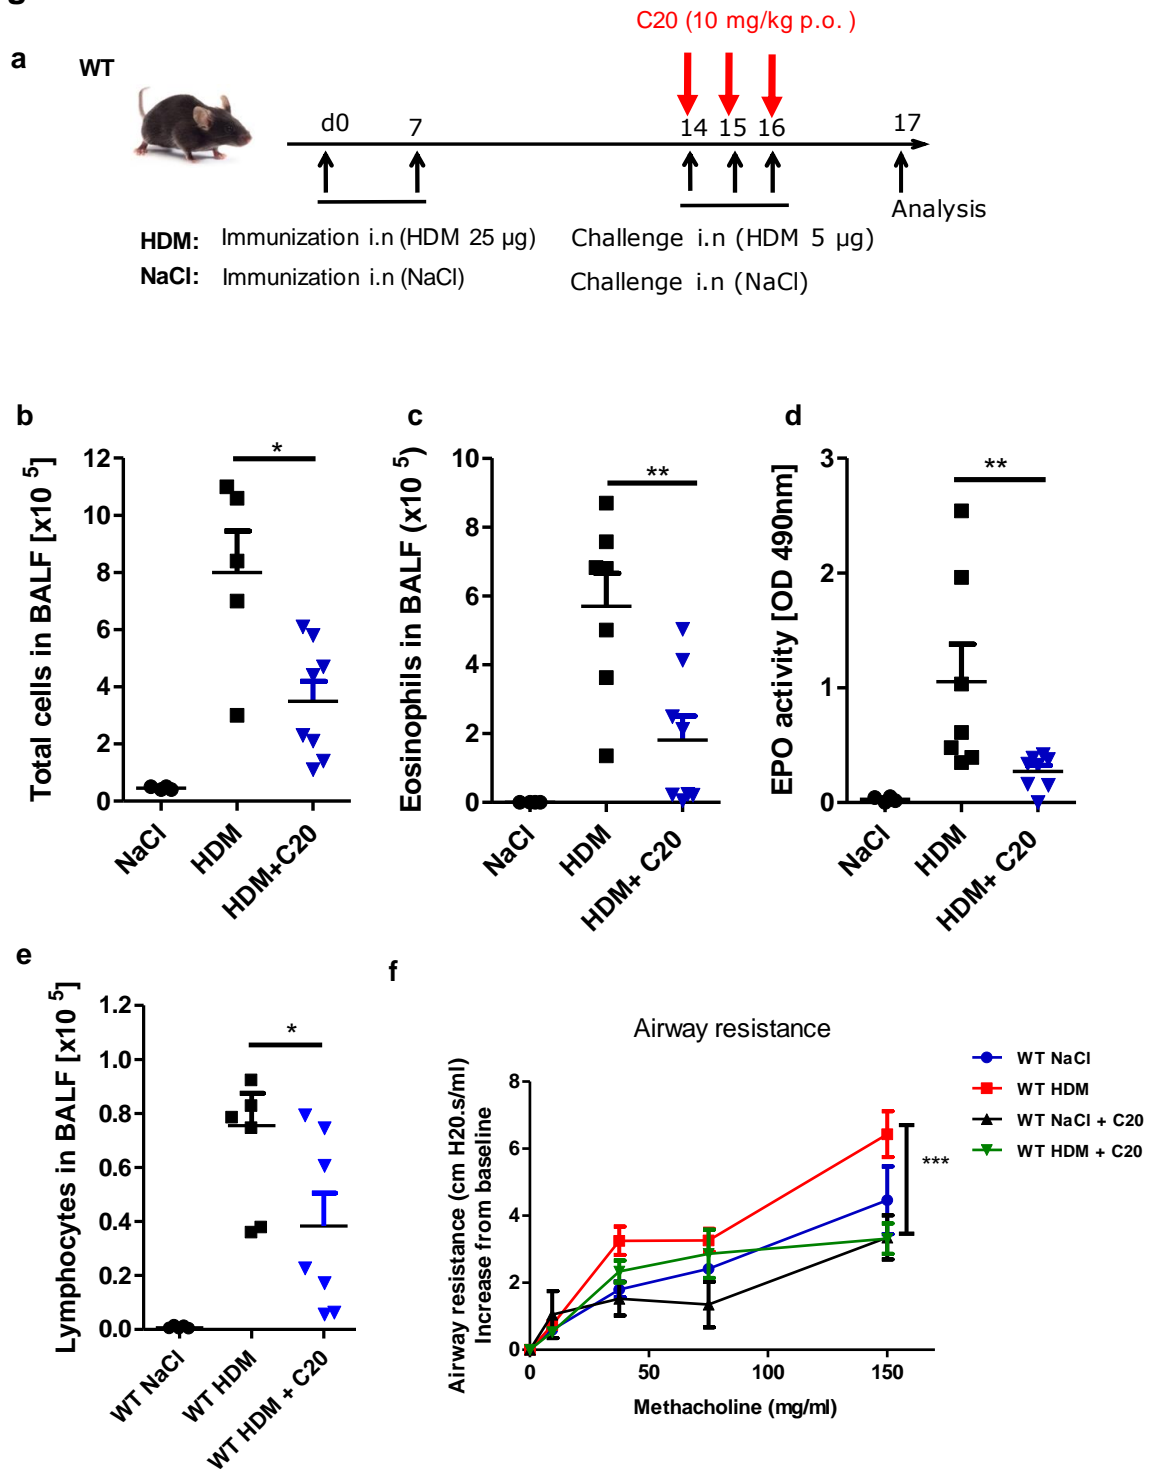 C20 (10 mg/kg p.o. )
a
WT
d0 7 14 15 16 17
Analysis
HDM: Immunization i.n (HDM 25 µg) Challenge i.n (HDM 5 µg)
NaCl: Immunization i.n (NaCl) Challenge i.n (NaCl)
b
Total cells in BALF [x10 5]
12
10
8
6
4
2
0
*
NaCl
HDM
HDM+C20
c
Eosinophils in BALF (x10 5)
10
8
6
4
2
0
**
NaCl
HDM
HDM+ C20
d
EPO activity [OD 490nm]
3
2
1
0
**
NaCl
HDM
HDM+ C20
e
Lymphocytes in BALF [x10 5]
1.2
1.0
0.8
0.6
0.4
0.2
0.0
*
WT NaCl
WT HDM
WT HDM + C20
f
Airway resistance
Airway resistance (cm H20.s/ml)
Increase from baseline
8
6
4
2
0
0 50 100 150
Methacholine (mg/ml)
***
WT NaCl
WT HDM
WT NaCl + C20
WT HDM + C20